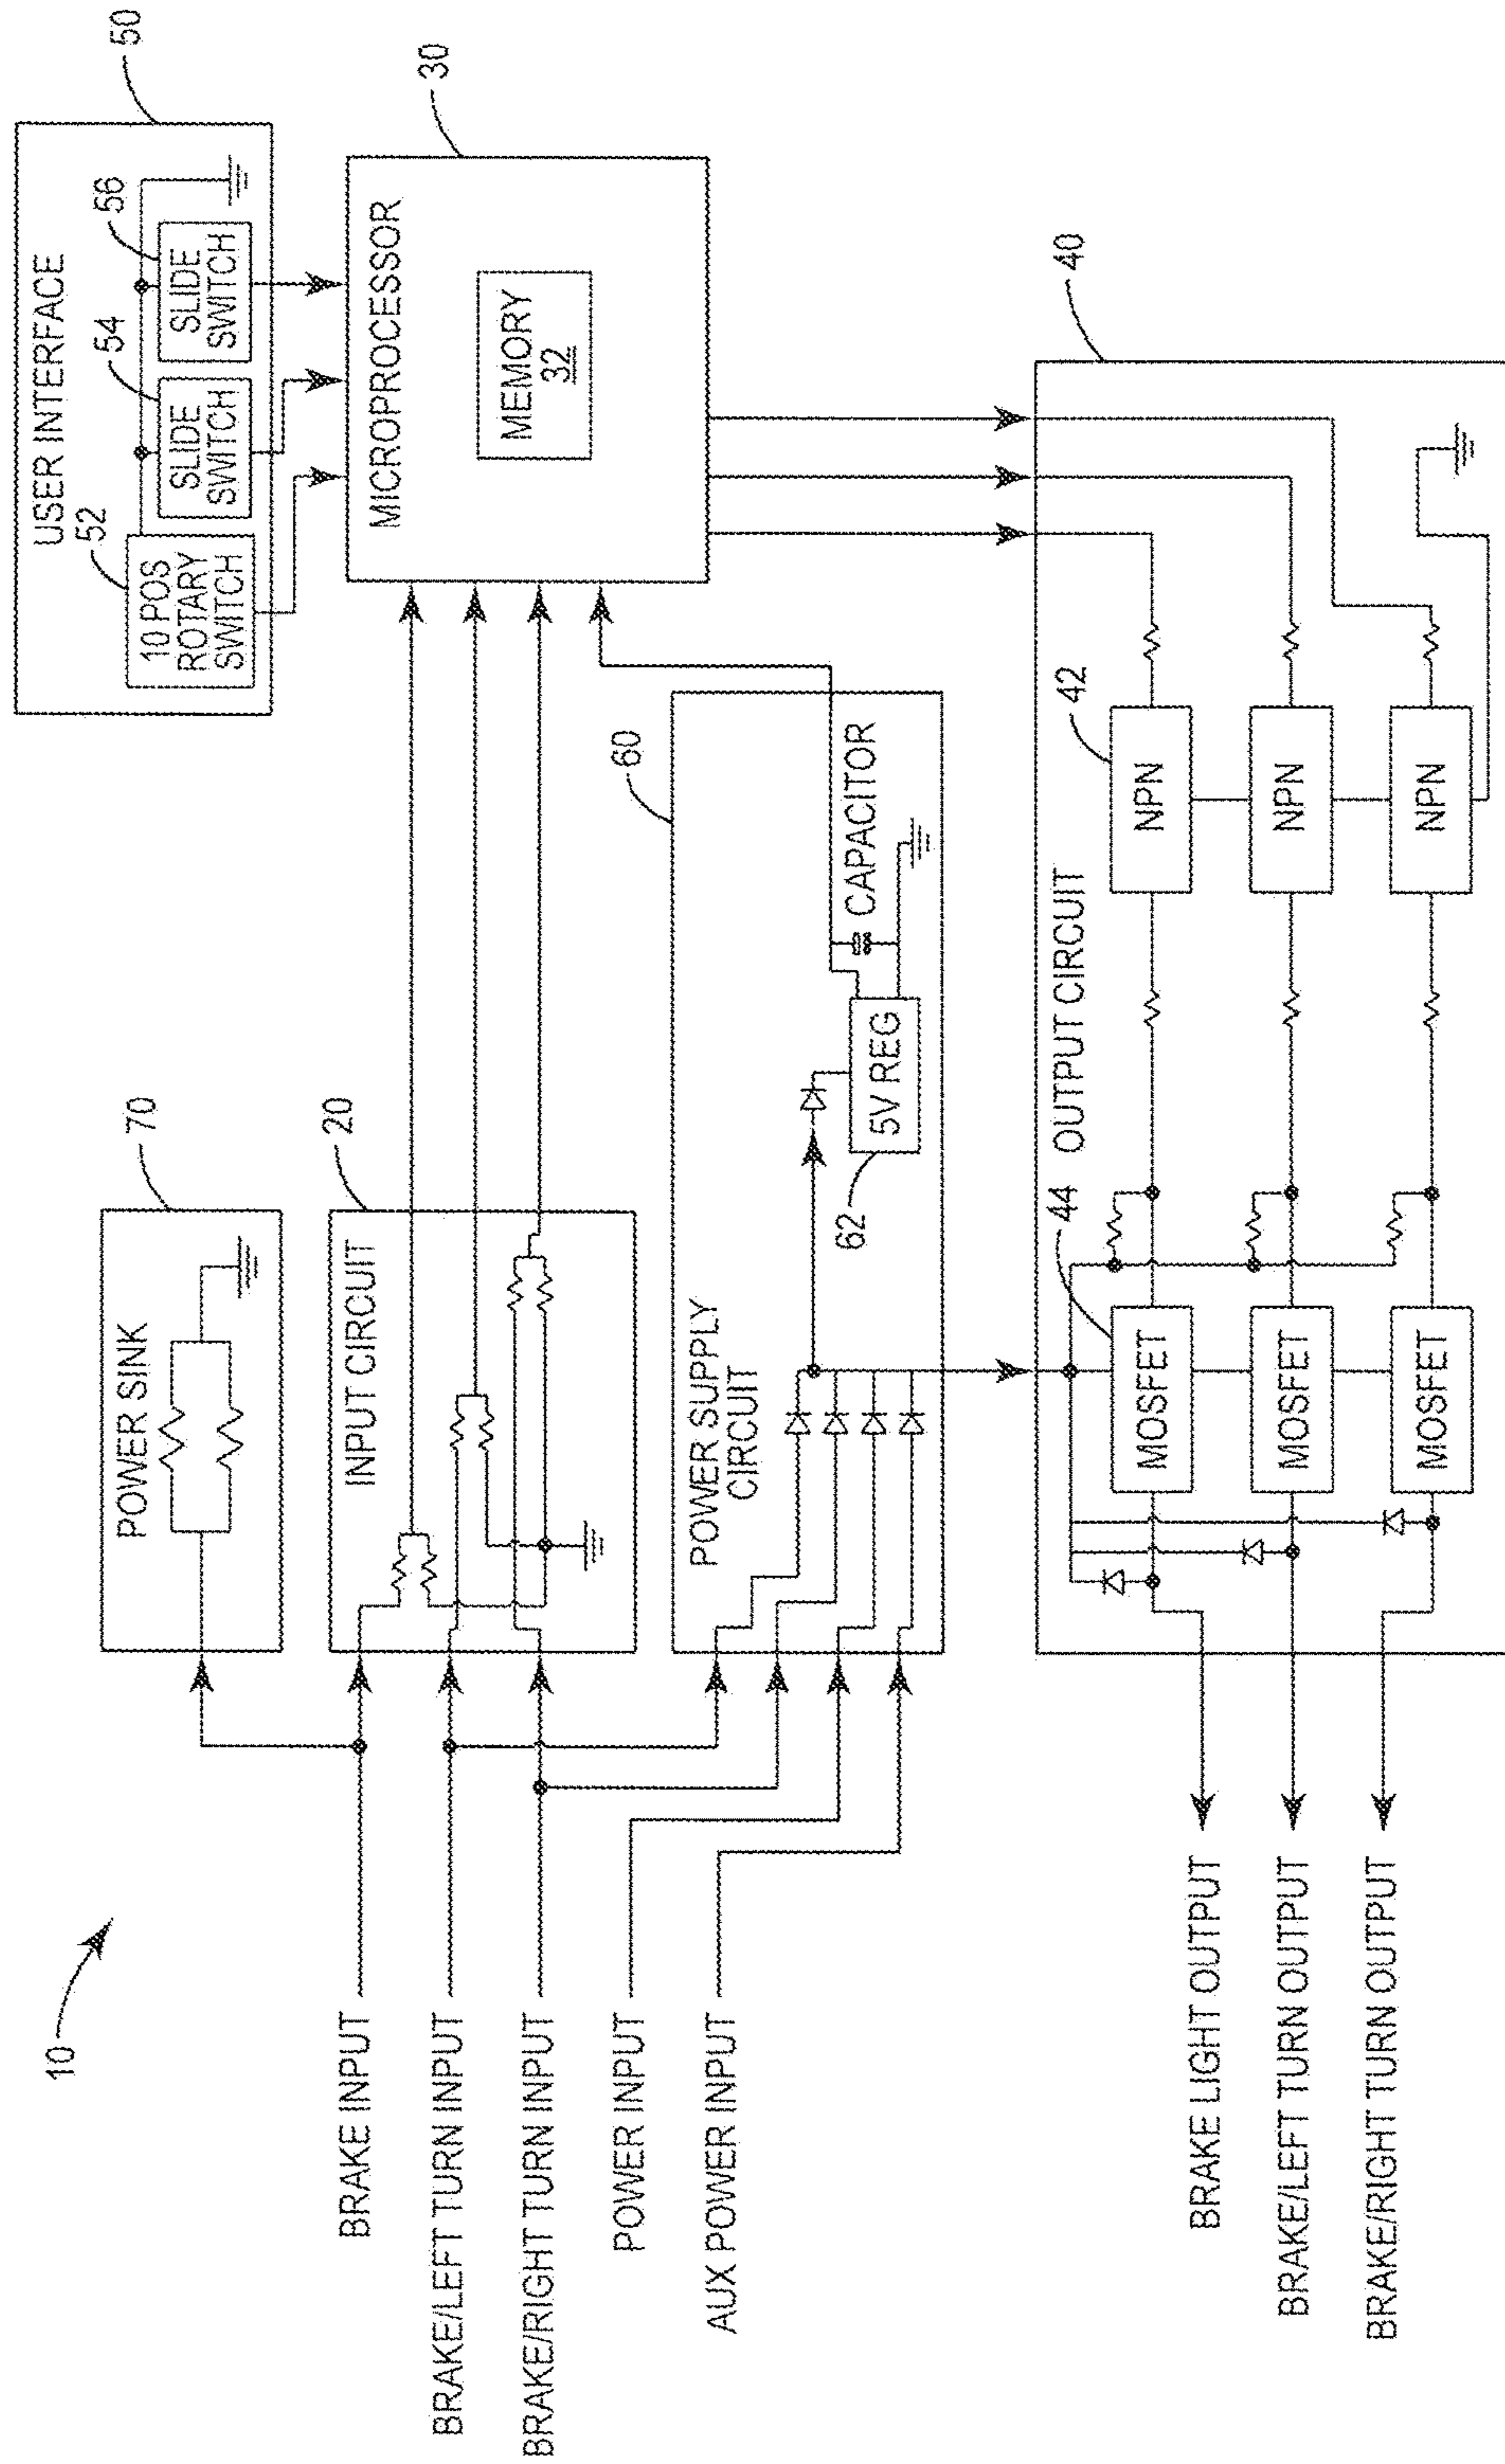 10
BRAKE INPUT
BRAKE/LEFT TURN INPUT
BRAKE/RIGHT TURN INPUT
POWER INPUT
AUX POWER INPUT
BRAKE LIGHT OUTPUT
BRAKE/LEFT TURN OUTPUT
BRAKE/RIGHT TURN OUTPUT
70
POWER SINK
20
INPUT CIRCUIT
60
POWER SUPPLY
CIRCUIT
62
5V REG
CAPACITOR
USER INTERFACE
50
52
10 POS
ROTARY
SWITCH
54
SLIDE
SWITCH
56
SLIDE
SWITCH
30
MICROPROCESSOR
MEMORY
32
40
OUTPUT CIRCUIT
44
MOSFET
MOSFET
MOSFET
42
NPN
NPN
NPN